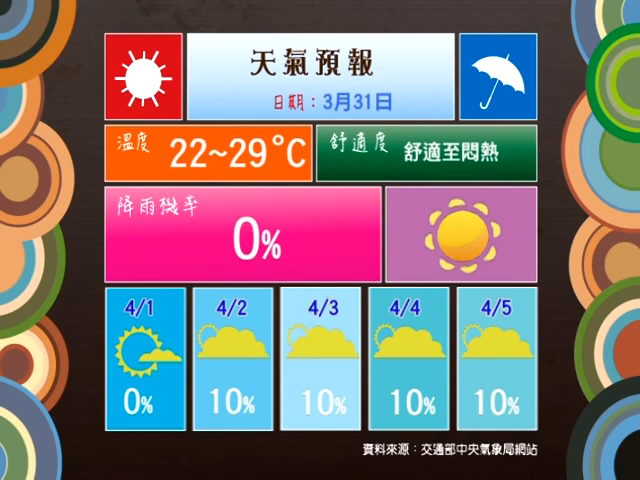 天氣預報
日期：3月31日
溫度 22~29°C
舒適度 舒適至悶熱
降雨機率
0%
4/1 4/2 4/3 4/4 4/5
0% 10% 10% 10% 10%
資料來源：交通部中央氣象局網站